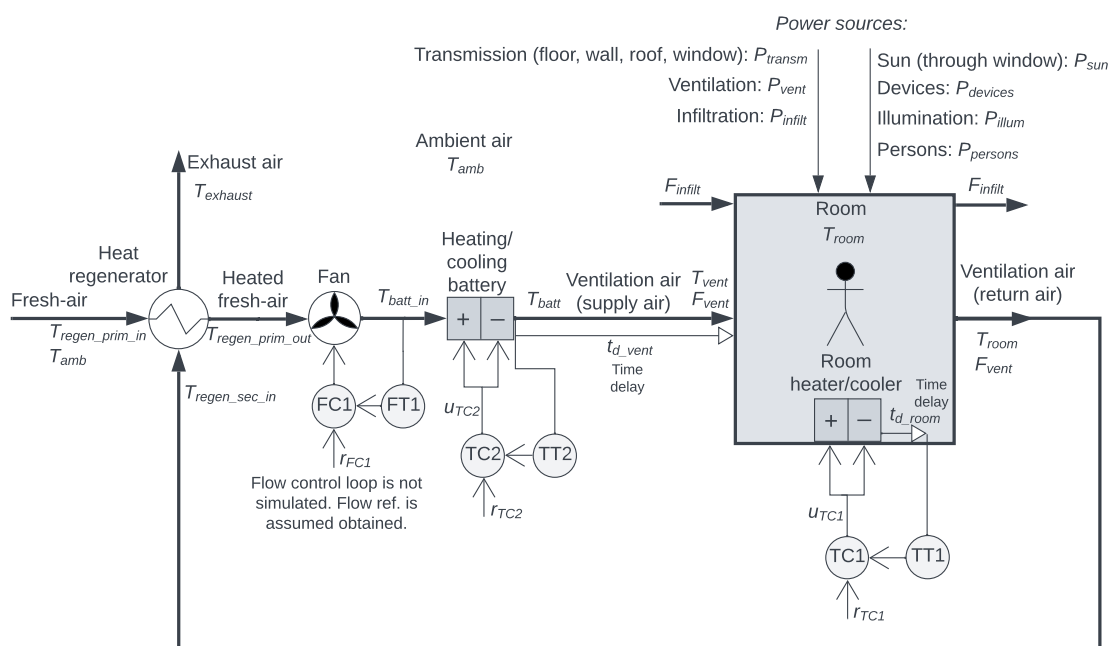 Power sources:
Transmission (floor, wall, roof, window): P_transm
Sun (through window): P_sun
Ventilation: P_vent
Devices: P_devices
Infiltration: P_infilt
Illumination: P_illum
Persons: P_persons
Ambient air
T_amb
Exhaust air
T_exhaust
F_infilt
F_infilt
Room
T_room
Heat
regenerator
Heated
fresh-air
Fan
Heating/
cooling
battery
Fresh-air
T_regen_prim_in
T_amb
T_regen_prim_out
T_batt_in
+
−
T_batt
Ventilation air
(supply air)
T_vent
F_vent
Ventilation air
(return air)
T_room
F_vent
t_d_vent
Time
delay
Room
heater/cooler
Time
delay
t_d_room
+
−
T_regen_sec_in
FC1
FT1
u_TC2
TC2
TT2
r_FC1
r_TC2
Flow control loop is not
simulated. Flow ref. is
assumed obtained.
u_TC1
TC1
TT1
r_TC1